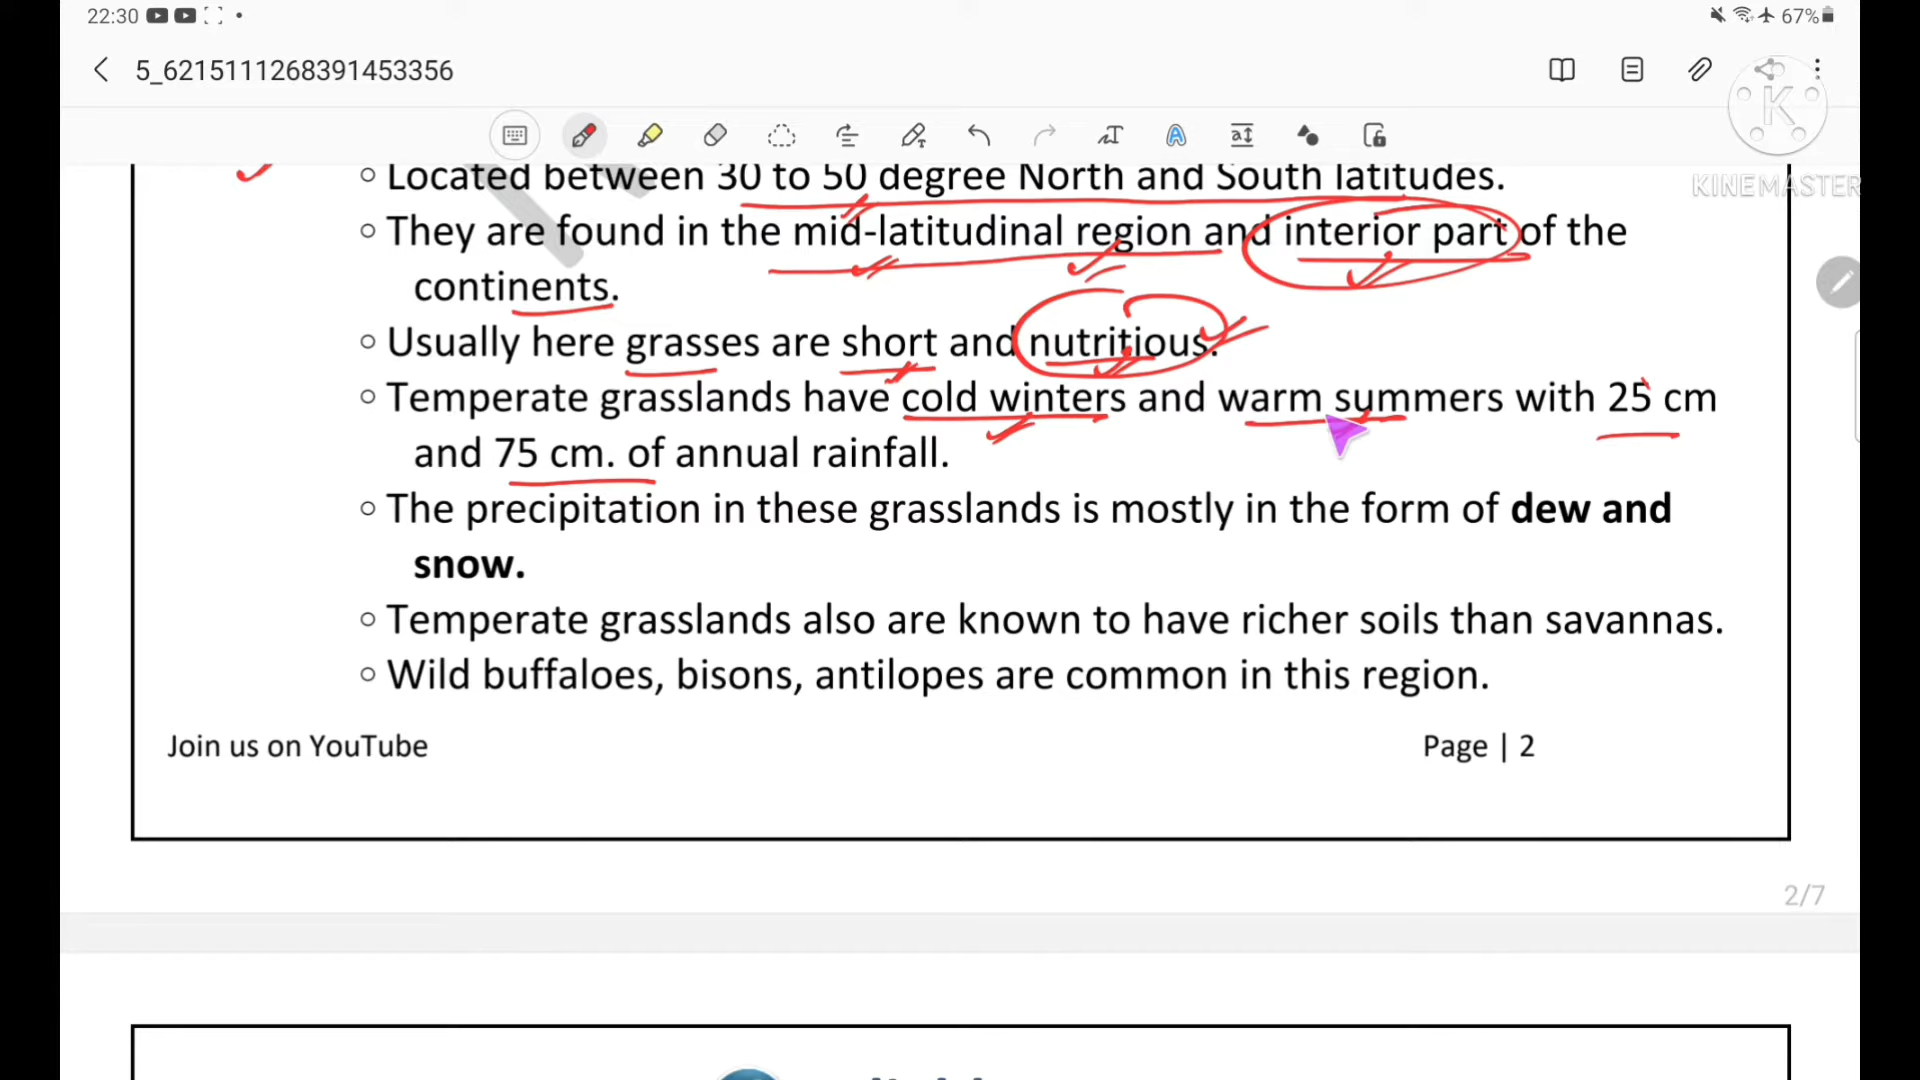 22:30
67%
5_6215111268391453356
K
KINEMASTER
○ Located between 30 to 50 degree North and South latitudes.
○ They are found in the mid-latitudinal region and interior part of the
continents.
○ Usually here grasses are short and nutritious.
○ Temperate grasslands have cold winters and warm summers with 25 cm
and 75 cm. of annual rainfall.
○ The precipitation in these grasslands is mostly in the form of dew and
snow.
○ Temperate grasslands also are known to have richer soils than savannas.
○ Wild buffaloes, bisons, antilopes are common in this region.
Join us on YouTube Page | 2
2/7